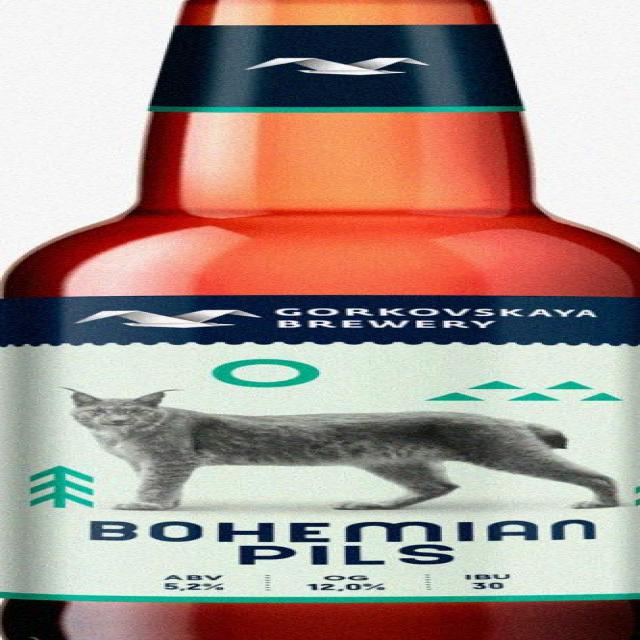 GORKOVSKAYA
BREWERY
BOHEMIAN
PILS
ABV OG IBU
5,2% 12,0% 30